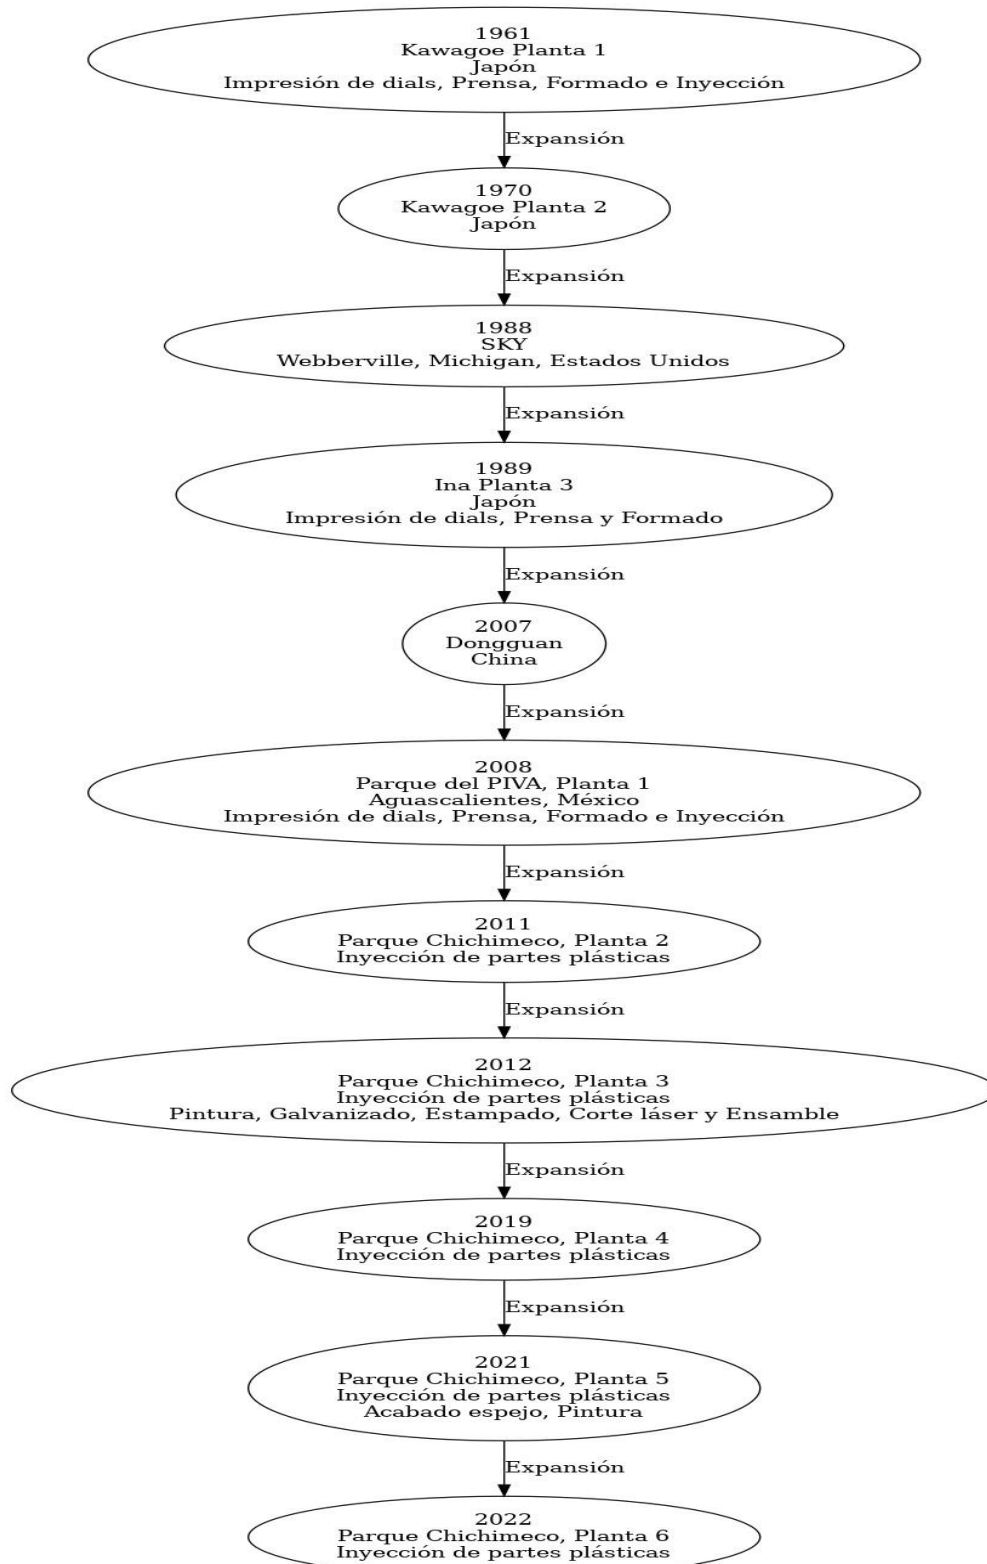 1961
Kawagoe Planta 1
Japón
Impresión de dials, Prensa, Formado e Inyección
Expansión
1970
Kawagoe Planta 2
Japón
Expansión
1988
SKY
Webberville, Michigan, Estados Unidos
Expansión
1989
Ina Planta 3
Japón
Impresión de dials, Prensa y Formado
Expansión
2007
Dongguan
China
Expansión
2008
Parque del PIVA, Planta 1
Aguascalientes, México
Impresión de dials, Prensa, Formado e Inyección
Expansión
2011
Parque Chichimeco, Planta 2
Inyección de partes plásticas
Expansión
2012
Parque Chichimeco, Planta 3
Inyección de partes plásticas
Pintura, Galvanizado, Estampado, Corte láser y Ensamble
Expansión
2019
Parque Chichimeco, Planta 4
Inyección de partes plásticas
Expansión
2021
Parque Chichimeco, Planta 5
Inyección de partes plásticas
Acabado espejo, Pintura
Expansión
2022
Parque Chichimeco, Planta 6
Inyección de partes plásticas